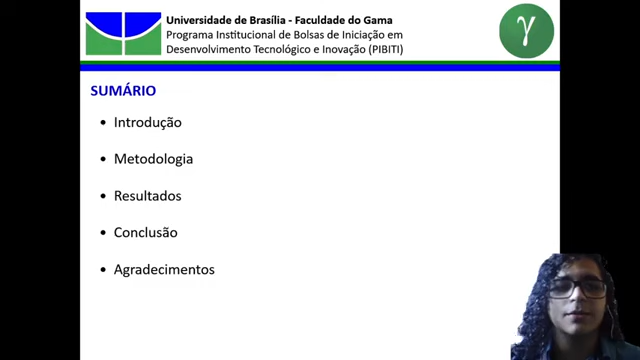 Universidade de Brasília - Faculdade do Gama
Programa Institucional de Bolsas de Iniciação em
Desenvolvimento Tecnológico e Inovação (PIBITI)
γ
SUMÁRIO
• Introdução
• Metodologia
• Resultados
• Conclusão
• Agradecimentos